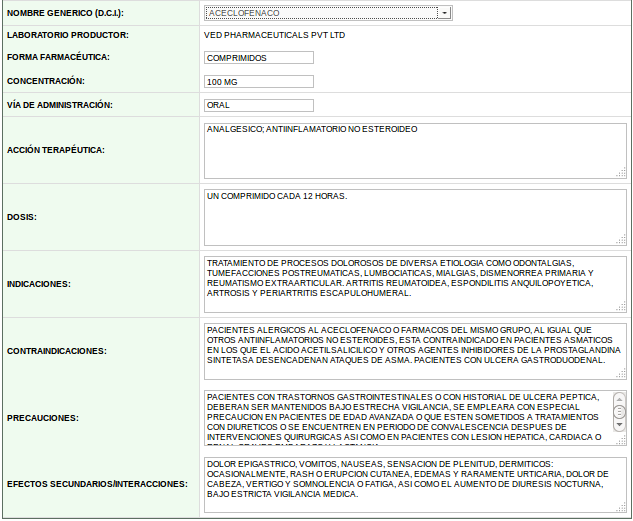 NOMBRE GENERICO (D.C.I.): ACECLOFENACO
LABORATORIO PRODUCTOR: VED PHARMACEUTICALS PVT LTD
FORMA FARMACÉUTICA: COMPRIMIDOS
CONCENTRACIÓN: 100 MG
VÍA DE ADMINISTRACIÓN: ORAL
ACCIÓN TERAPÉUTICA: ANALGESICO; ANTIINFLAMATORIO NO ESTEROIDEO
DOSIS: UN COMPRIMIDO CADA 12 HORAS.
INDICACIONES:
TRATAMIENTO DE PROCESOS DOLOROSOS DE DIVERSA ETIOLOGIA COMO ODONTALGIAS,
TUMEFACCIONES POSTREUMATICAS, LUMBOCIATICAS, MIALGIAS, DISMENORREA PRIMARIA Y
REUMATISMO EXTRAARTICULAR. ARTRITIS REUMATOIDEA, ESPONDILITIS ANQUILOPOYETICA,
ARTROSIS Y PERIARTRITIS ESCAPULOHUMERAL.
CONTRAINDICACIONES:
PACIENTES ALERGICOS AL ACECLOFENACO O FARMACOS DEL MISMO GRUPO, AL IGUAL QUE
OTROS ANTIINFLAMATORIOS NO ESTEROIDES, ESTA CONTRAINDICADO EN PACIENTES ASMATICOS
EN LOS QUE EL ACIDO ACETILSALICILICO Y OTROS AGENTES INHIBIDORES DE LA PROSTAGLANDINA
SINTETASA DESENCADENAN ATAQUES DE ASMA. PACIENTES CON ULCERA GASTRODUODENAL.
PRECAUCIONES:
PACIENTES CON TRASTORNOS GASTROINTESTINALES O CON HISTORIAL DE ULCERA PEPTICA,
DEBERAN SER MANTENIDOS BAJO ESTRECHA VIGILANCIA, SE EMPLEARA CON ESPECIAL
PRECAUCION EN PACIENTES DE EDAD AVANZADA O QUE ESTEN SOMETIDOS A TRATAMIENTOS
CON DIURETICOS O SE ENCUENTREN EN PERIODO DE CONVALESCENCIA DESPUES DE
INTERVENCIONES QUIRURGICAS ASI COMO EN PACIENTES CON LESION HEPATICA, CARDIACA O
EFECTOS SECUNDARIOS/INTERACCIONES:
DOLOR EPIGASTRICO, VOMITOS, NAUSEAS, SENSACION DE PLENITUD, DERMITICOS:
OCASIONALMENTE, RASH O ERUPCION CUTANEA, EDEMAS Y RARAMENTE URTICARIA, DOLOR DE
CABEZA, VERTIGO Y SOMNOLENCIA O FATIGA, ASI COMO EL AUMENTO DE DIURESIS NOCTURNA,
BAJO ESTRICTA VIGILANCIA MEDICA.